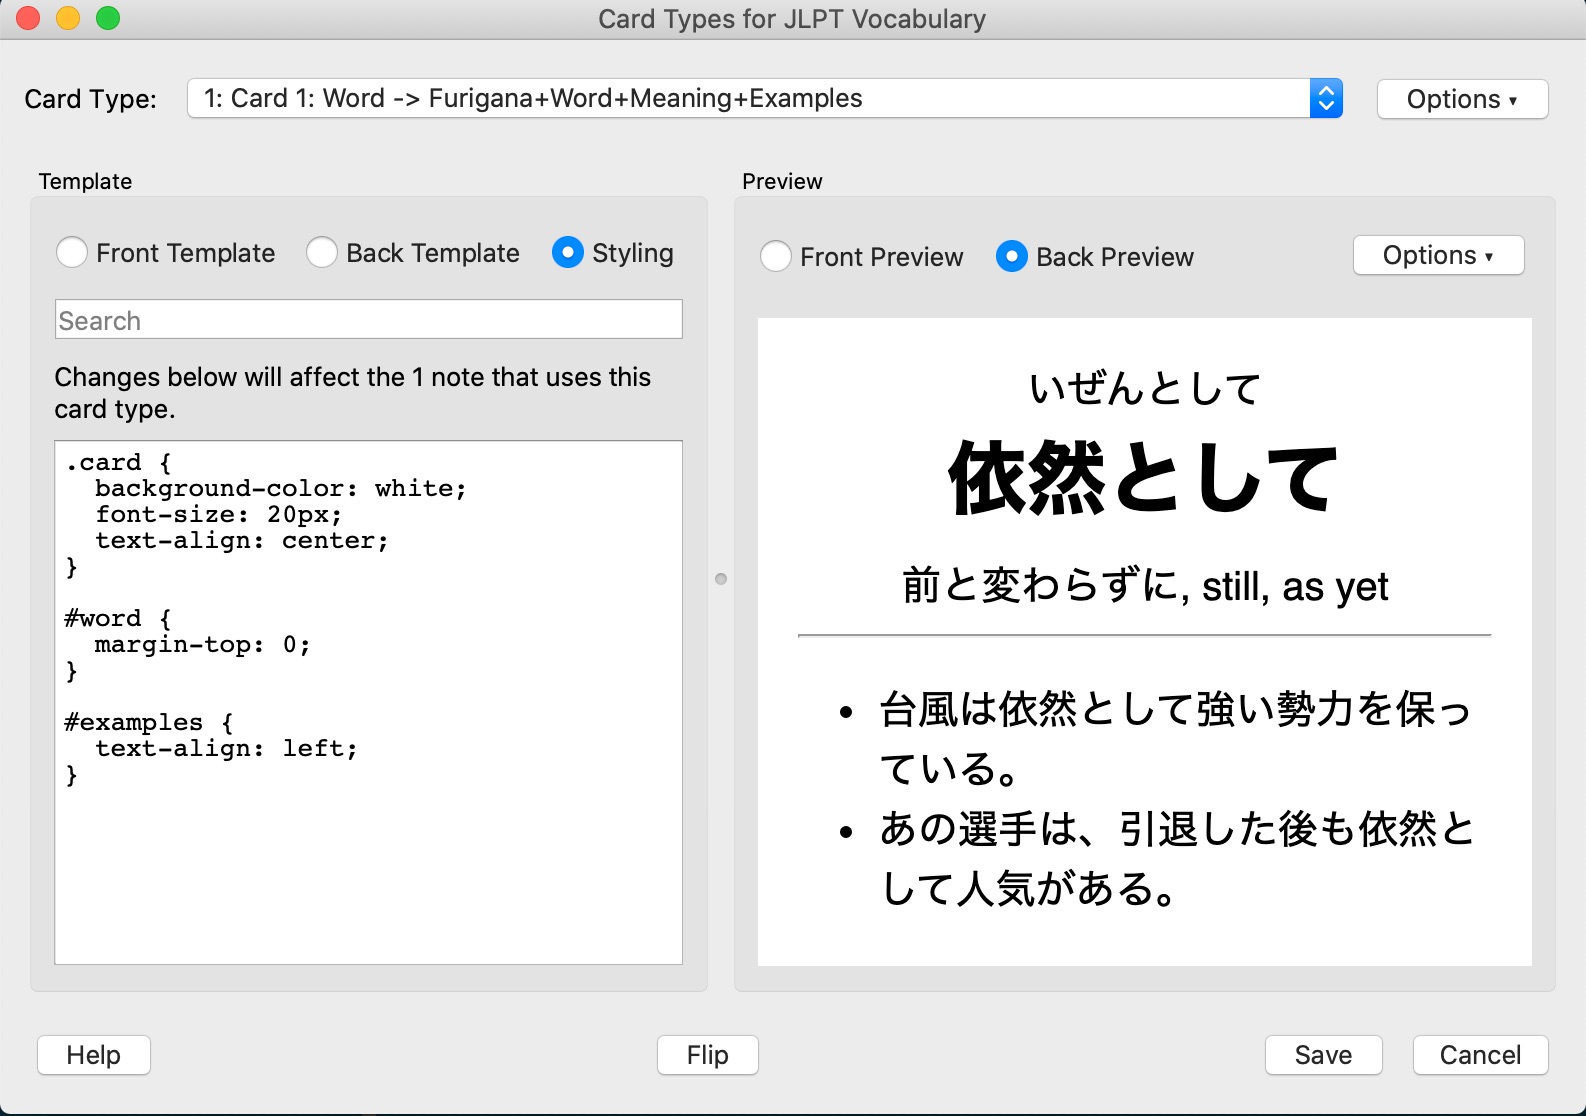 Card Types for JLPT Vocabulary
Card Type:
1: Card 1: Word -> Furigana+Word+Meaning+Examples
Options ▾
Template
Front Template
Back Template
Styling
Search
Changes below will affect the 1 note that uses this
card type.
.card {
  background-color: white;
  font-size: 20px;
  text-align: center;
}
#word {
  margin-top: 0;
}
#examples {
  text-align: left;
}
Preview
Front Preview
Back Preview
Options ▾
いぜんとして
依然として
前と変わらずに, still, as yet
• 台風は依然として強い勢力を保っ
ている。
• あの選手は、引退した後も依然と
して人気がある。
Help
Flip
Save
Cancel